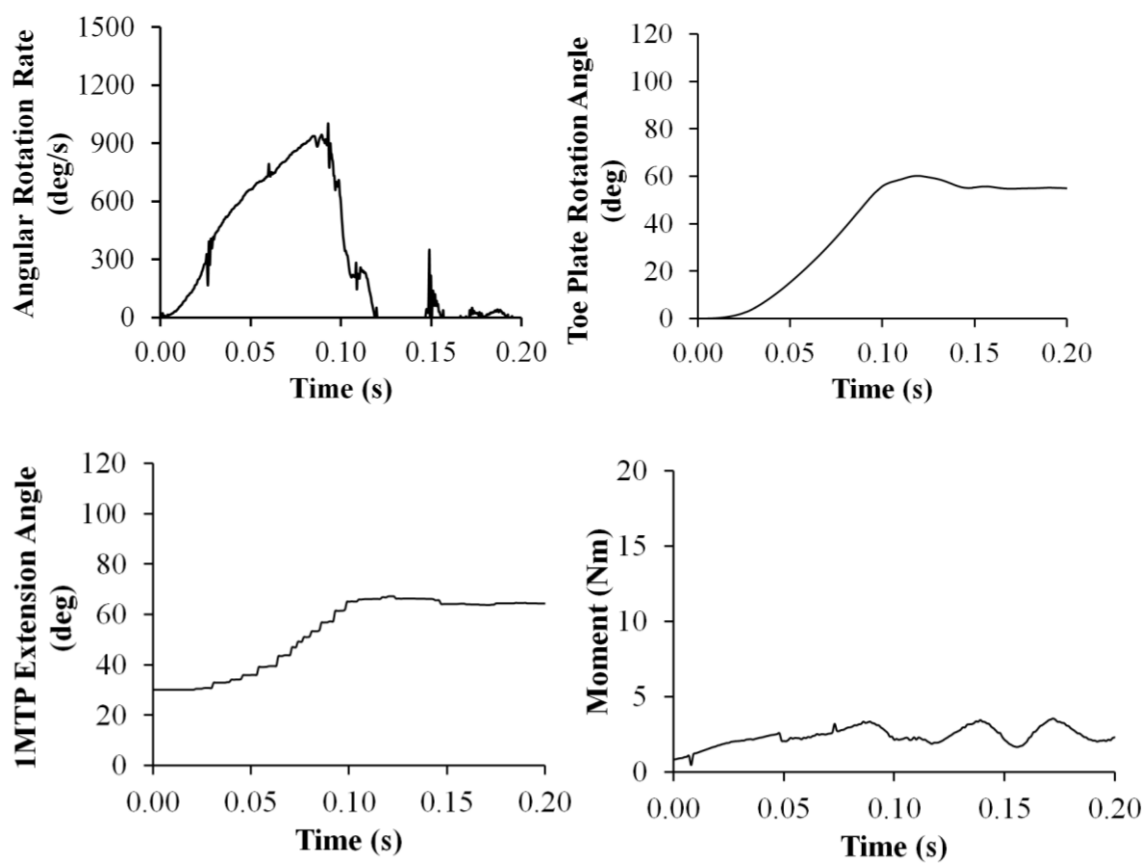 Angular Rotation Rate
(deg/s)
1500
1200
900
600
300
0
0.00 0.05 0.10 0.15 0.20
Time (s)
Toe Plate Rotation Angle
(deg)
120
100
80
60
40
20
0
0.00 0.05 0.10 0.15 0.20
Time (s)
1MTP Extension Angle
(deg)
120
100
80
60
40
20
0
0.00 0.05 0.10 0.15 0.20
Time (s)
Moment (Nm)
20
15
10
5
0
0.00 0.05 0.10 0.15 0.20
Time (s)